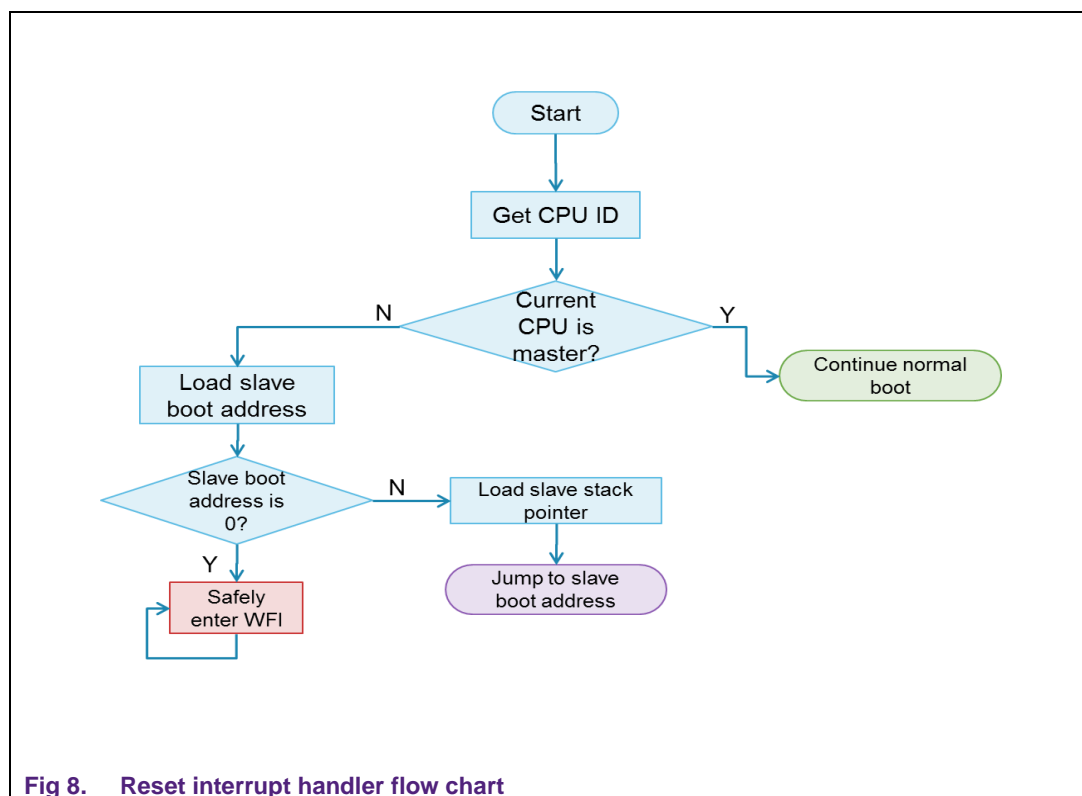 Start
Get CPU ID
Current
CPU is
master?
N
Y
Continue normal
boot
Load slave
boot address
Slave boot
address is
0?
N
Load slave stack
pointer
Y
Jump to slave
boot address
Safely
enter WFI
Fig 8. Reset interrupt handler flow chart